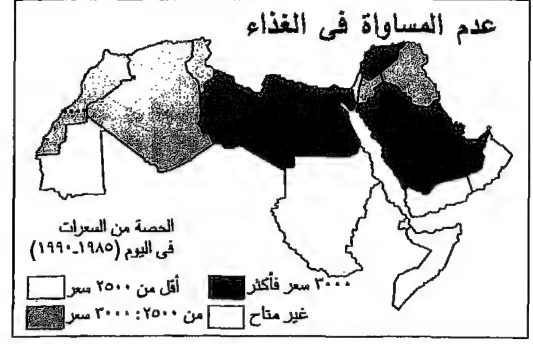 عدم المساواة فى الغذاء
الحصة من السعرات
فى اليوم (١٩٨٥-١٩٩٠)
٣٠٠٠ سعر فأكثر
أقل من ٢٥٠٠ سعر
غير متاح
من ٢٥٠٠ : ٣٠٠٠ سعر